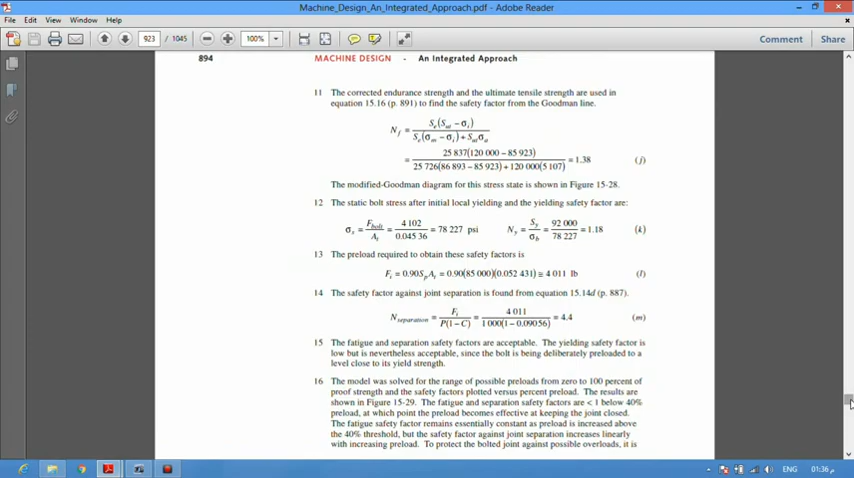 Machine_Design_An_Integrated_Approach.pdf - Adobe Reader
File Edit View Window Help
923 / 1045 100% Comment Share
894 MACHINE DESIGN - An Integrated Approach
11 The corrected endurance strength and the ultimate tensile strength are used in
equation 15.16 (p. 891) to find the safety factor from the Goodman line.
N_f = S_e(S_ut − σ_i) / (S_e(σ_m − σ_i) + S_ut σ_a)
= 25 837(120 000 − 85 923) / (25 726(86 893 − 85 923) + 120 000(5 107)) = 1.38 (j)
The modified-Goodman diagram for this stress state is shown in Figure 15-28.
12 The static bolt stress after initial local yielding and the yielding safety factor are:
σ_s = F_bolt / A_t = 4 102 / 0.045 36 = 78 227 psi N_y = S_y / σ_b = 92 000 / 78 227 = 1.18 (k)
13 The preload required to obtain these safety factors is
F_i = 0.90S_pA_t = 0.90(85 000)(0.052 431) ≅ 4 011 lb (l)
14 The safety factor against joint separation is found from equation 15.14d (p. 887).
N_separation = F_i / P(1−C) = 4 011 / 1 000(1−0.090 56) = 4.4 (m)
15 The fatigue and separation safety factors are acceptable. The yielding safety factor is
low but is nevertheless acceptable, since the bolt is being deliberately preloaded to a
level close to its yield strength.
16 The model was solved for the range of possible preloads from zero to 100 percent of
proof strength and the safety factors plotted versus percent preload. The results are
shown in Figure 15-29. The fatigue and separation safety factors are < 1 below 40%
preload, at which point the preload becomes effective at keeping the joint closed.
The fatigue safety factor remains essentially constant as preload is increased above
the 40% threshold, but the safety factor against joint separation increases linearly
with increasing preload. To protect the bolted joint against possible overloads, it is
ENG 01:36 م